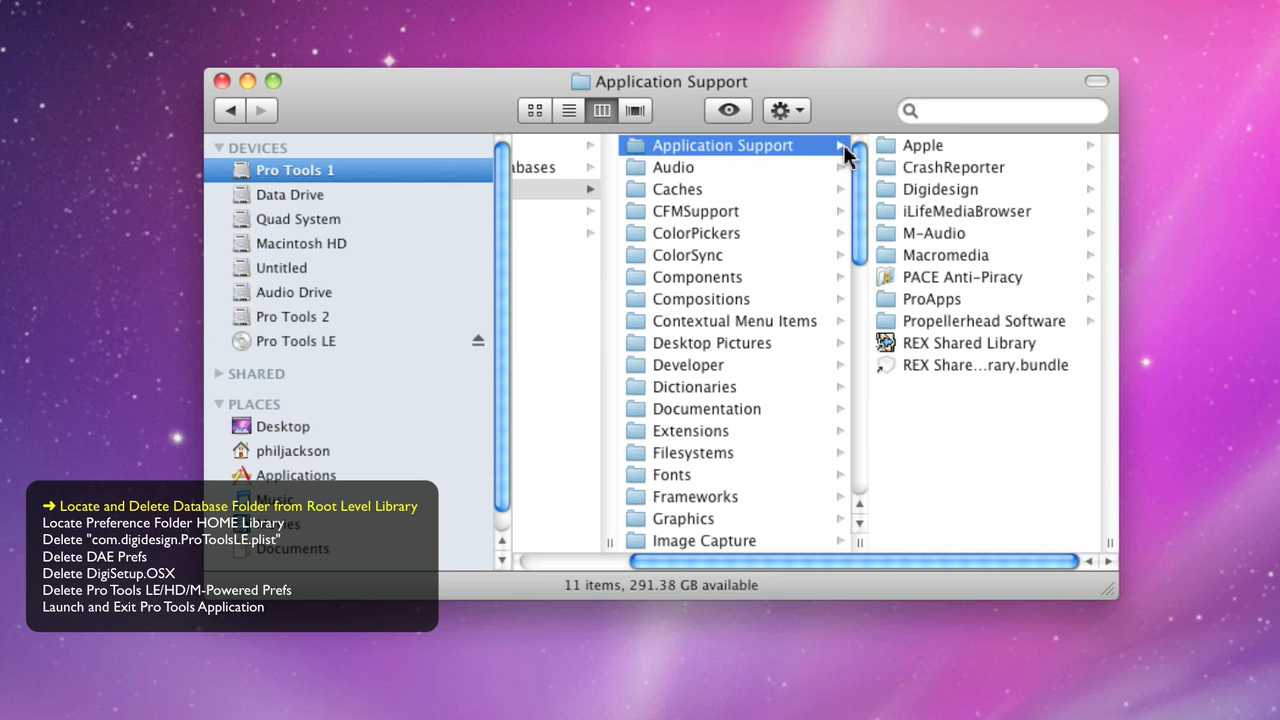 Application Support
DEVICES
Pro Tools 1
Data Drive
Quad System
Macintosh HD
Untitled
Audio Drive
Pro Tools 2
Pro Tools LE
SHARED
PLACES
Desktop
philjackson
Applications
Music
Documents
abases
Application Support
Audio
Caches
CFMSupport
ColorPickers
ColorSync
Components
Compositions
Contextual Menu Items
Desktop Pictures
Developer
Dictionaries
Documentation
Extensions
Filesystems
Fonts
Frameworks
Graphics
Image Capture
Apple
CrashReporter
Digidesign
iLifeMediaBrowser
M-Audio
Macromedia
PACE Anti-Piracy
ProApps
Propellerhead Software
REX Shared Library
REX Share...rary.bundle
11 items, 291.38 GB available
➜ Locate and Delete Database Folder from Root Level Library
Locate Preference Folder HOME Library
Delete "com.digidesign.ProToolsLE.plist"
Delete DAE Prefs
Delete DigiSetup.OSX
Delete Pro Tools LE/HD/M-Powered Prefs
Launch and Exit Pro Tools Application